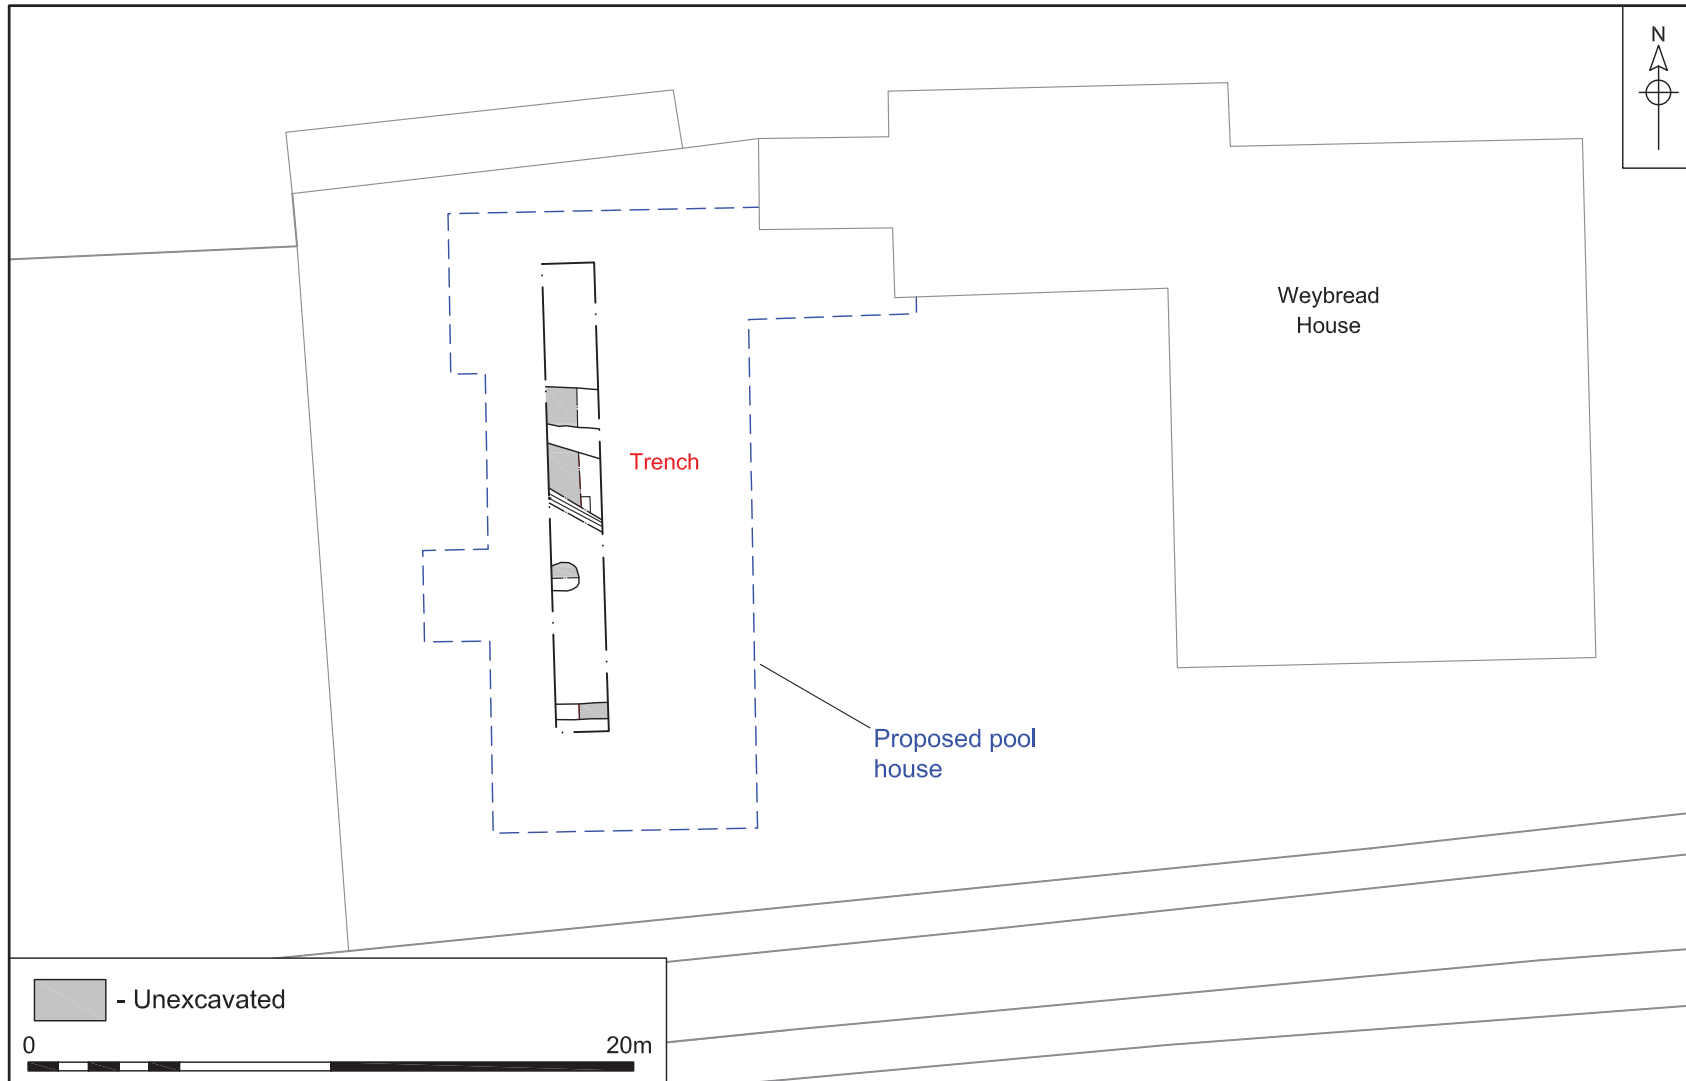 N
Weybread
House
Trench
Proposed pool
house
- Unexcavated
0 20m